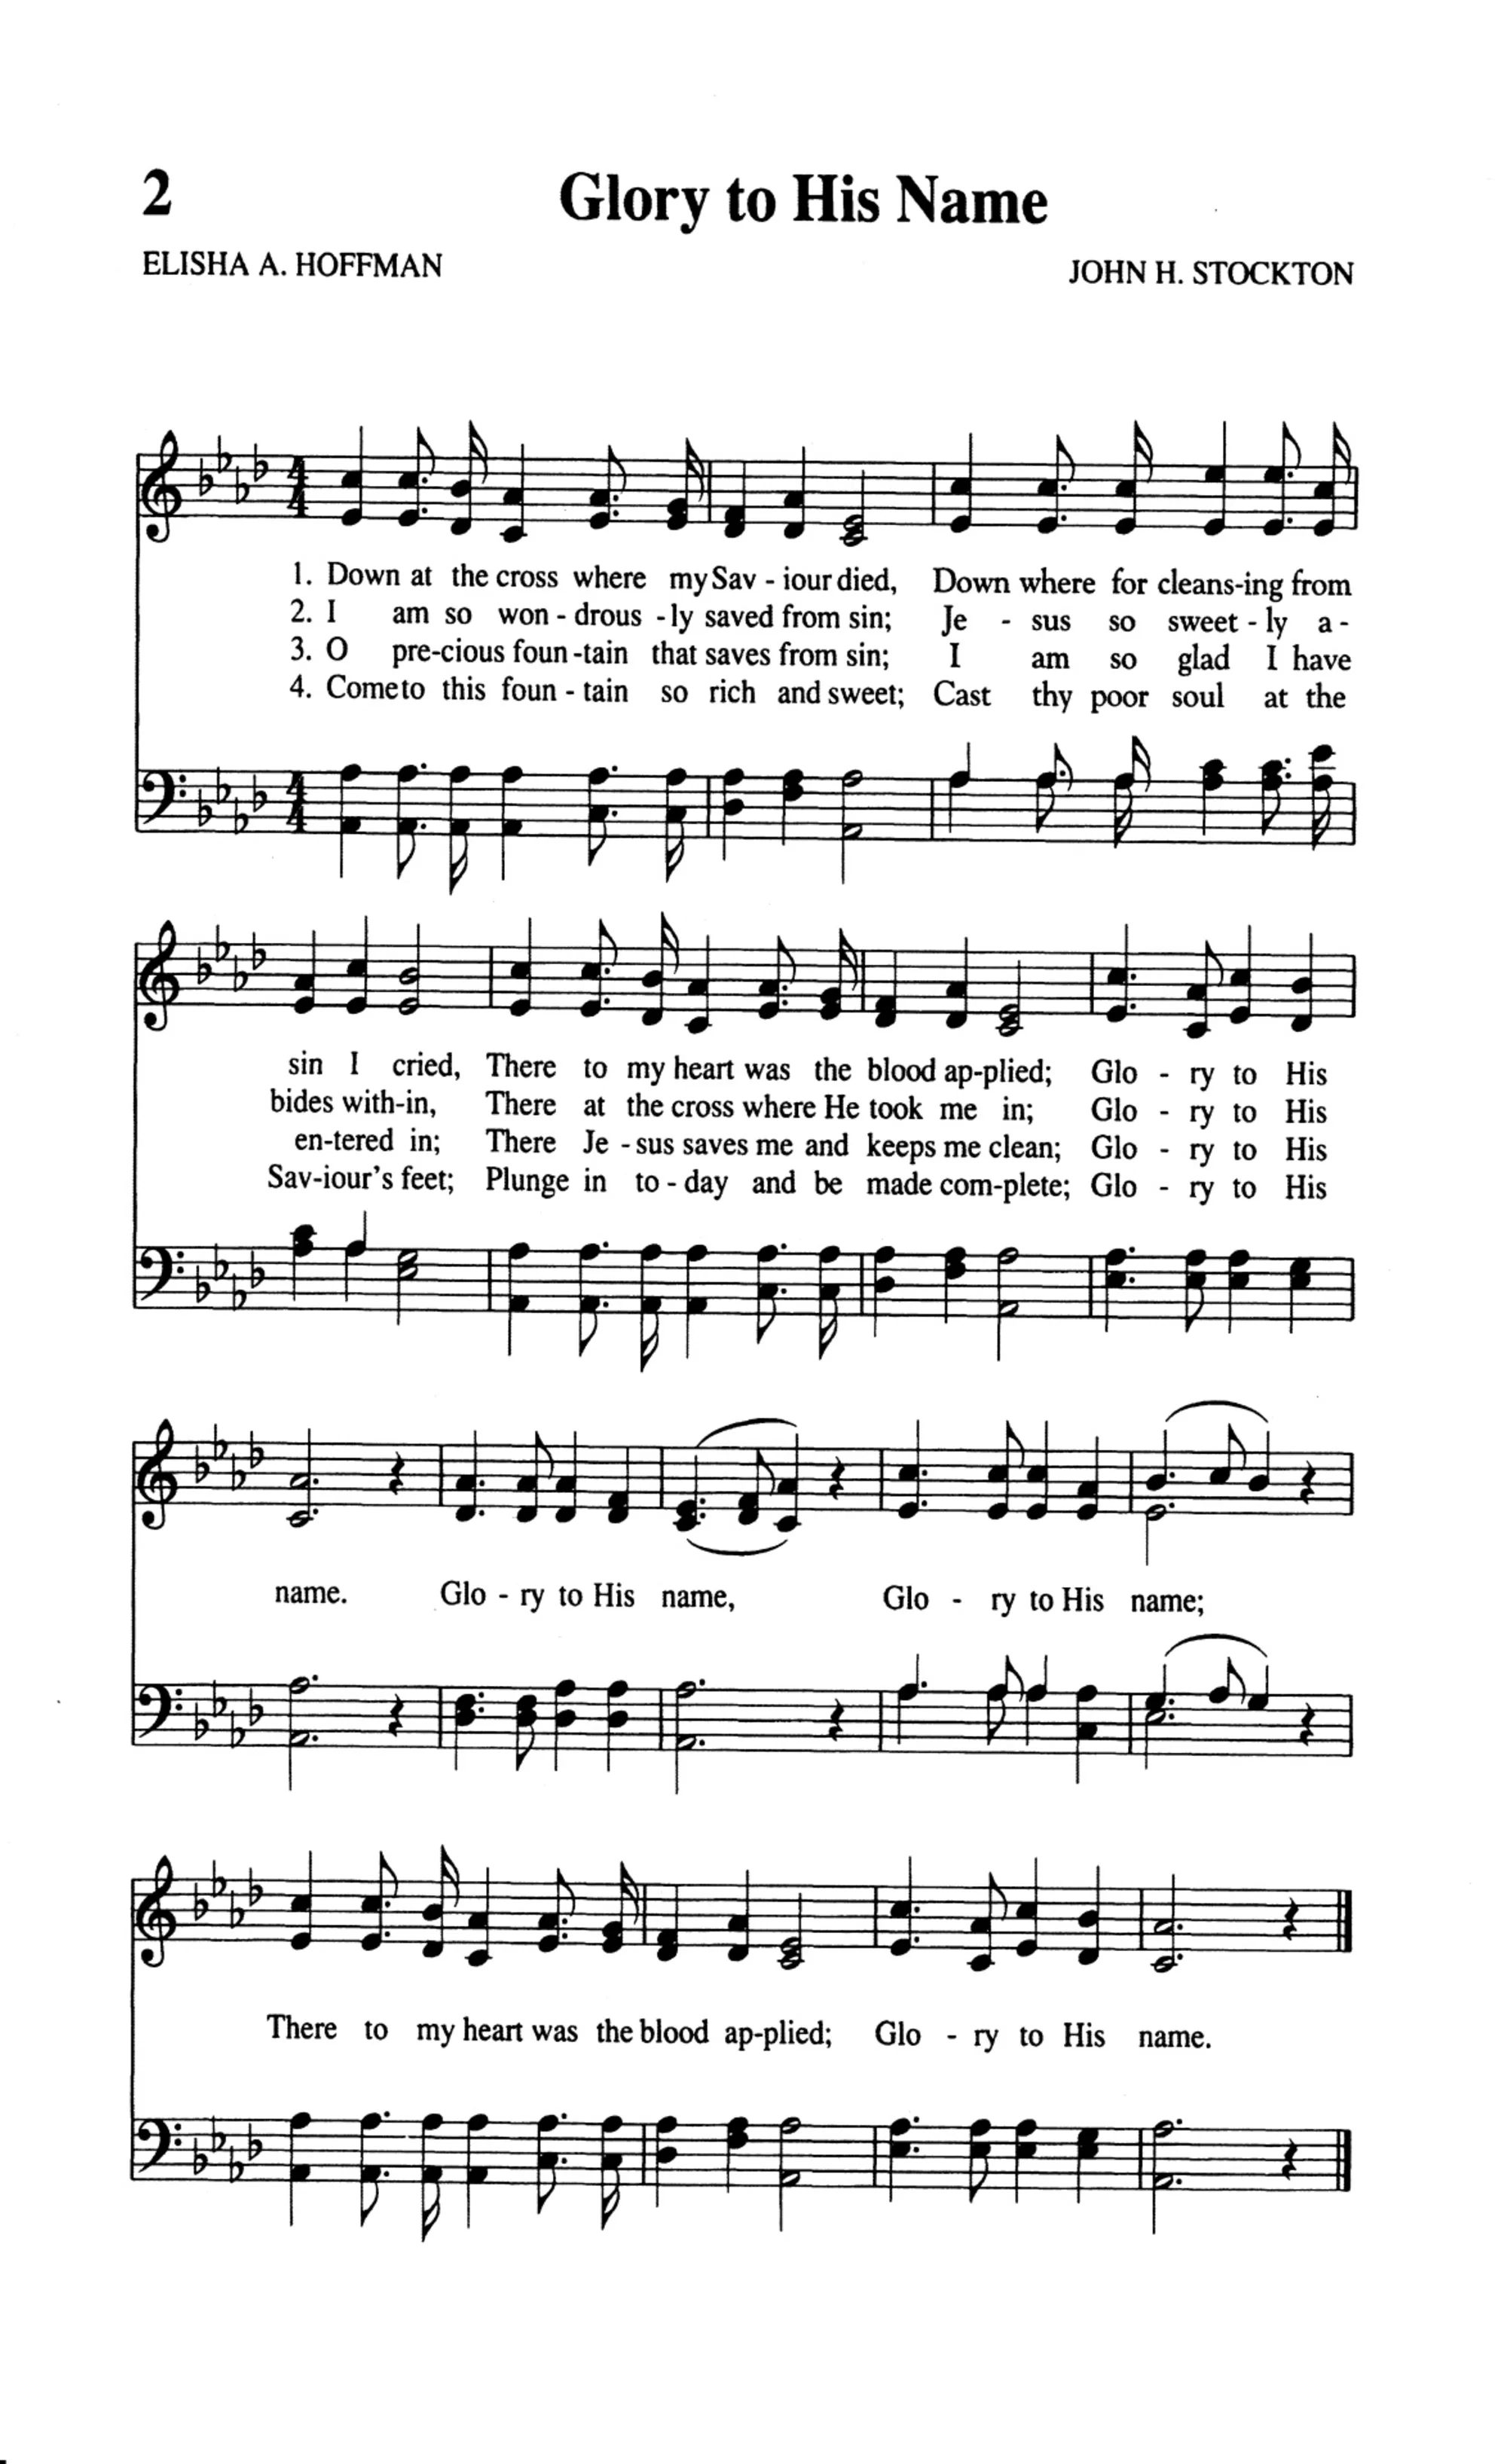 2
Glory to His Name
ELISHA A. HOFFMAN
JOHN H. STOCKTON
4
4
1. Down at the cross where my Sav - iour died, Down where for cleans-ing from
2. I am so won - drous - ly saved from sin; Je - sus so sweet - ly a -
3. O pre-cious foun-tain that saves from sin; I am so glad I have
4. Come to this foun - tain so rich and sweet; Cast thy poor soul at the
4
4
sin I cried, There to my heart was the blood ap-plied; Glo - ry to His
bides with-in, There at the cross where He took me in; Glo - ry to His
en-tered in; There Je - sus saves me and keeps me clean; Glo - ry to His
Sav-iour's feet; Plunge in to - day and be made com-plete; Glo - ry to His
name. Glo - ry to His name, Glo - ry to His name;
There to my heart was the blood ap-plied; Glo - ry to His name.